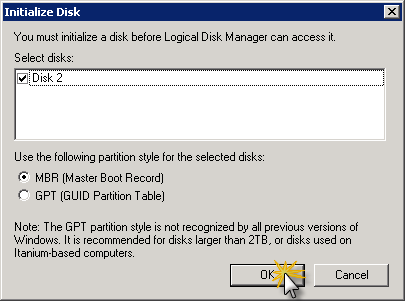 Initialize Disk
You must initialize a disk before Logical Disk Manager can access it.
Select disks:
Disk 2
Use the following partition style for the selected disks:
MBR (Master Boot Record)
GPT (GUID Partition Table)
Note: The GPT partition style is not recognized by all previous versions of
Windows. It is recommended for disks larger than 2TB, or disks used on
Itanium-based computers.
OK
Cancel